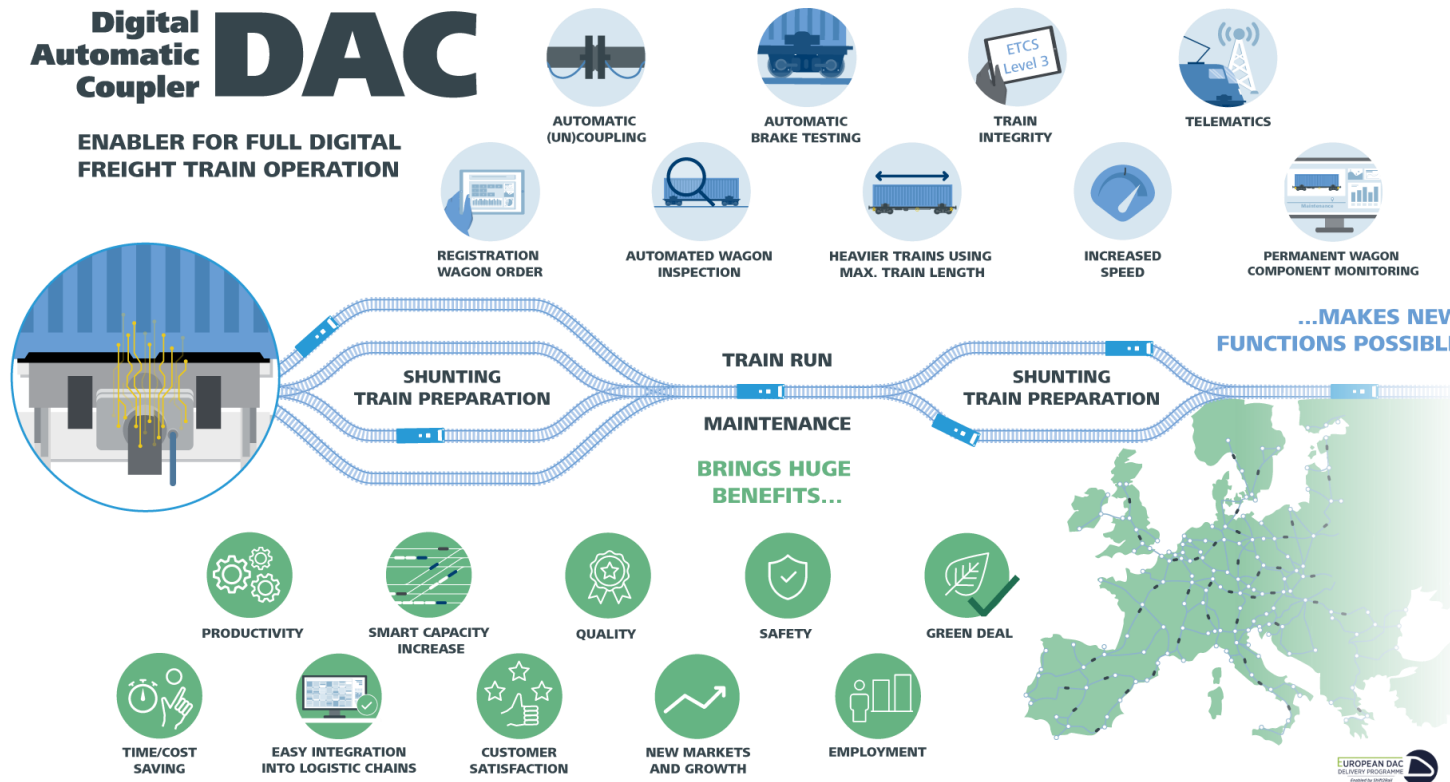 Digital
Automatic
Coupler
DAC
ENABLER FOR FULL DIGITAL
FREIGHT TRAIN OPERATION
AUTOMATIC
(UN)COUPLING
AUTOMATIC
BRAKE TESTING
ETCS
Level 3
TRAIN
INTEGRITY
TELEMATICS
REGISTRATION
WAGON ORDER
AUTOMATED WAGON
INSPECTION
HEAVIER TRAINS USING
MAX. TRAIN LENGTH
INCREASED
SPEED
Maintenance
PERMANENT WAGON
COMPONENT MONITORING
...MAKES NEW
FUNCTIONS POSSIBLE
SHUNTING
TRAIN PREPARATION
TRAIN RUN
MAINTENANCE
SHUNTING
TRAIN PREPARATION
BRINGS HUGE
BENEFITS...
PRODUCTIVITY
SMART CAPACITY
INCREASE
QUALITY
SAFETY
GREEN DEAL
TIME/COST
SAVING
EASY INTEGRATION
INTO LOGISTIC CHAINS
CUSTOMER
SATISFACTION
NEW MARKETS
AND GROWTH
EMPLOYMENT
EUROPEAN DAC
DELIVERY PROGRAMME
Enabled by Shift2Rail